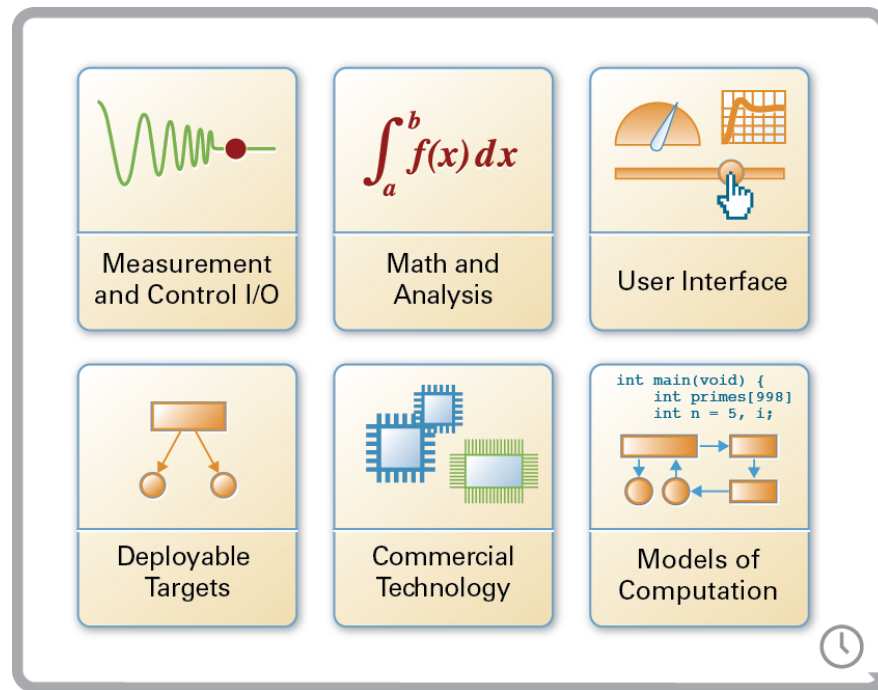 ∫ₐᵇ f(x) dx
Measurement
and Control I/O
Math and
Analysis
User Interface
int main(void) {
int primes[998]
int n = 5, i;
Deployable
Targets
Commercial
Technology
Models of
Computation